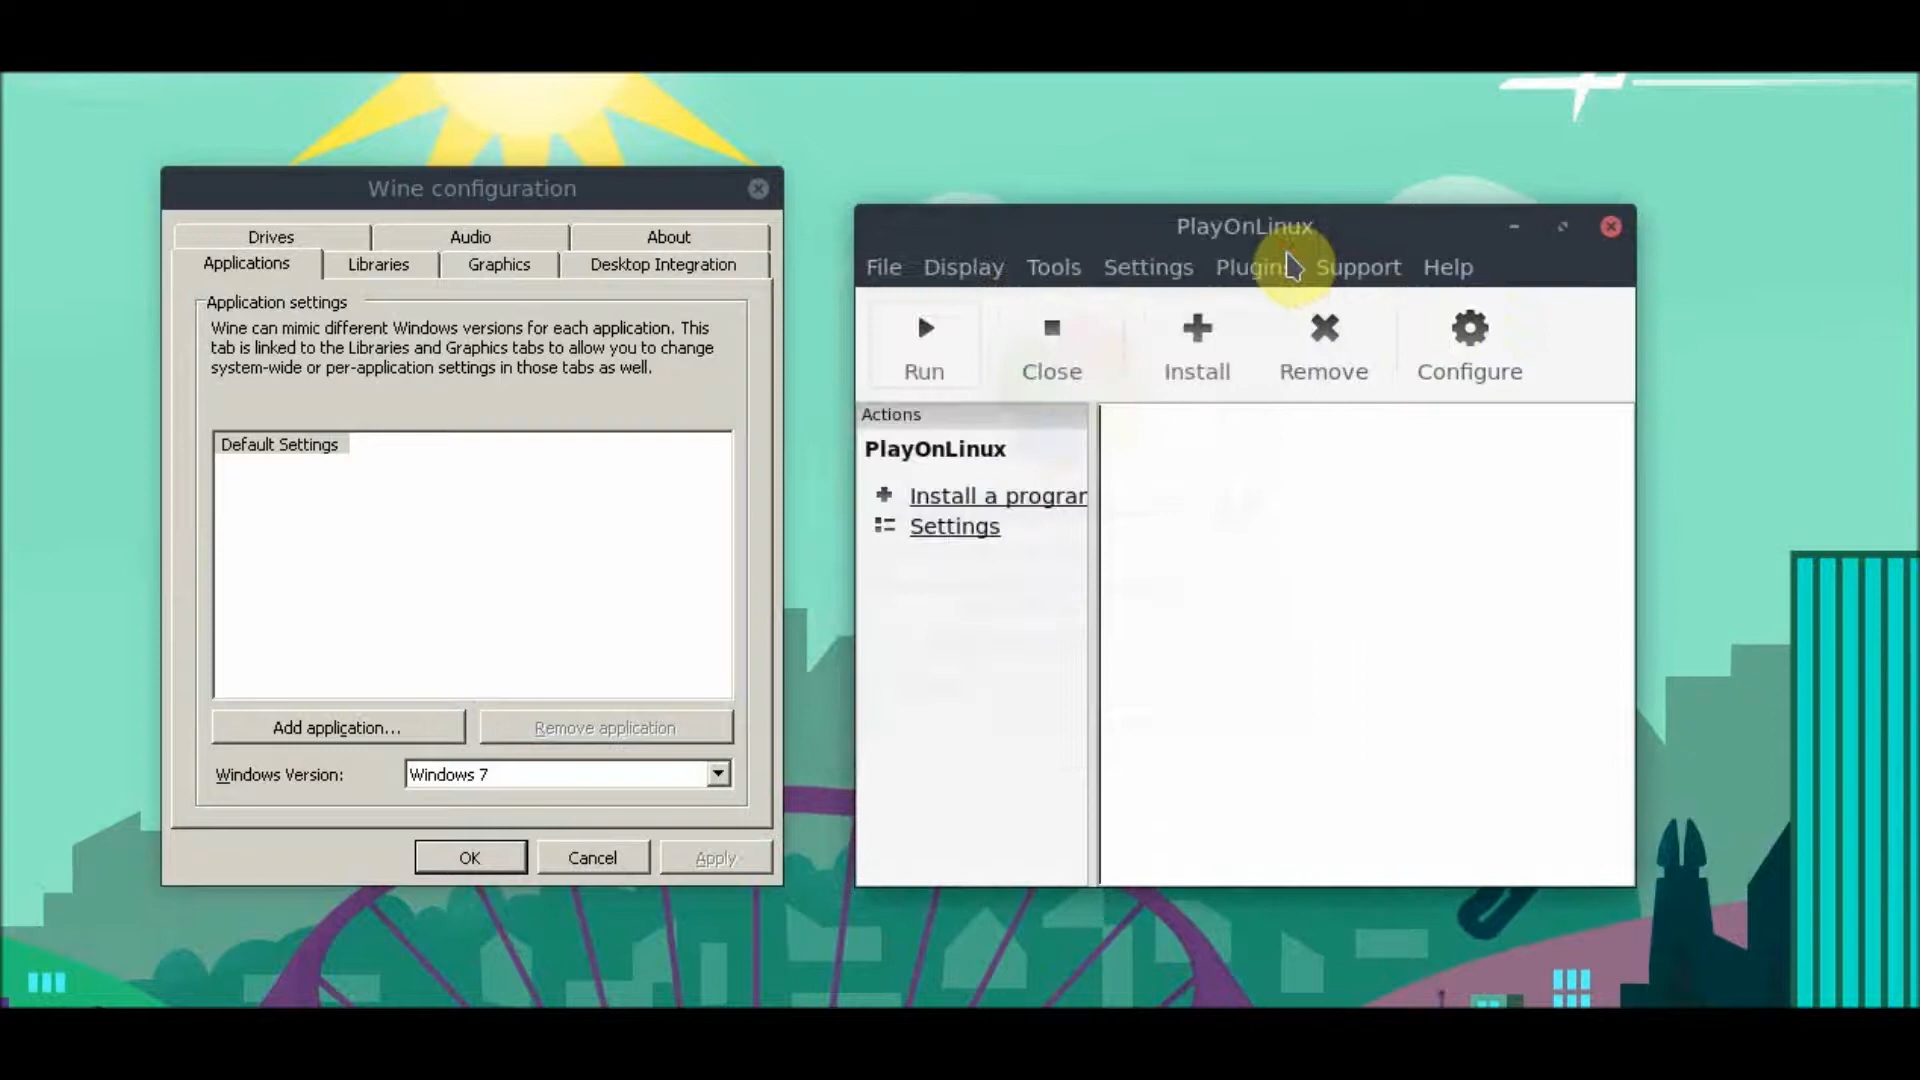 Wine configuration
Drives
Audio
About
Applications
Libraries
Graphics
Desktop Integration
Application settings
Wine can mimic different Windows versions for each application. This
tab is linked to the Libraries and Graphics tabs to allow you to change
system-wide or per-application settings in those tabs as well.
Default Settings
Add application...
Remove application
Windows Version:
Windows 7
OK
Cancel
Apply
PlayOnLinux
File Display Tools Settings Plugins Support Help
Run
Close
Install
Remove
Configure
Actions
PlayOnLinux
Install a progra
Settings